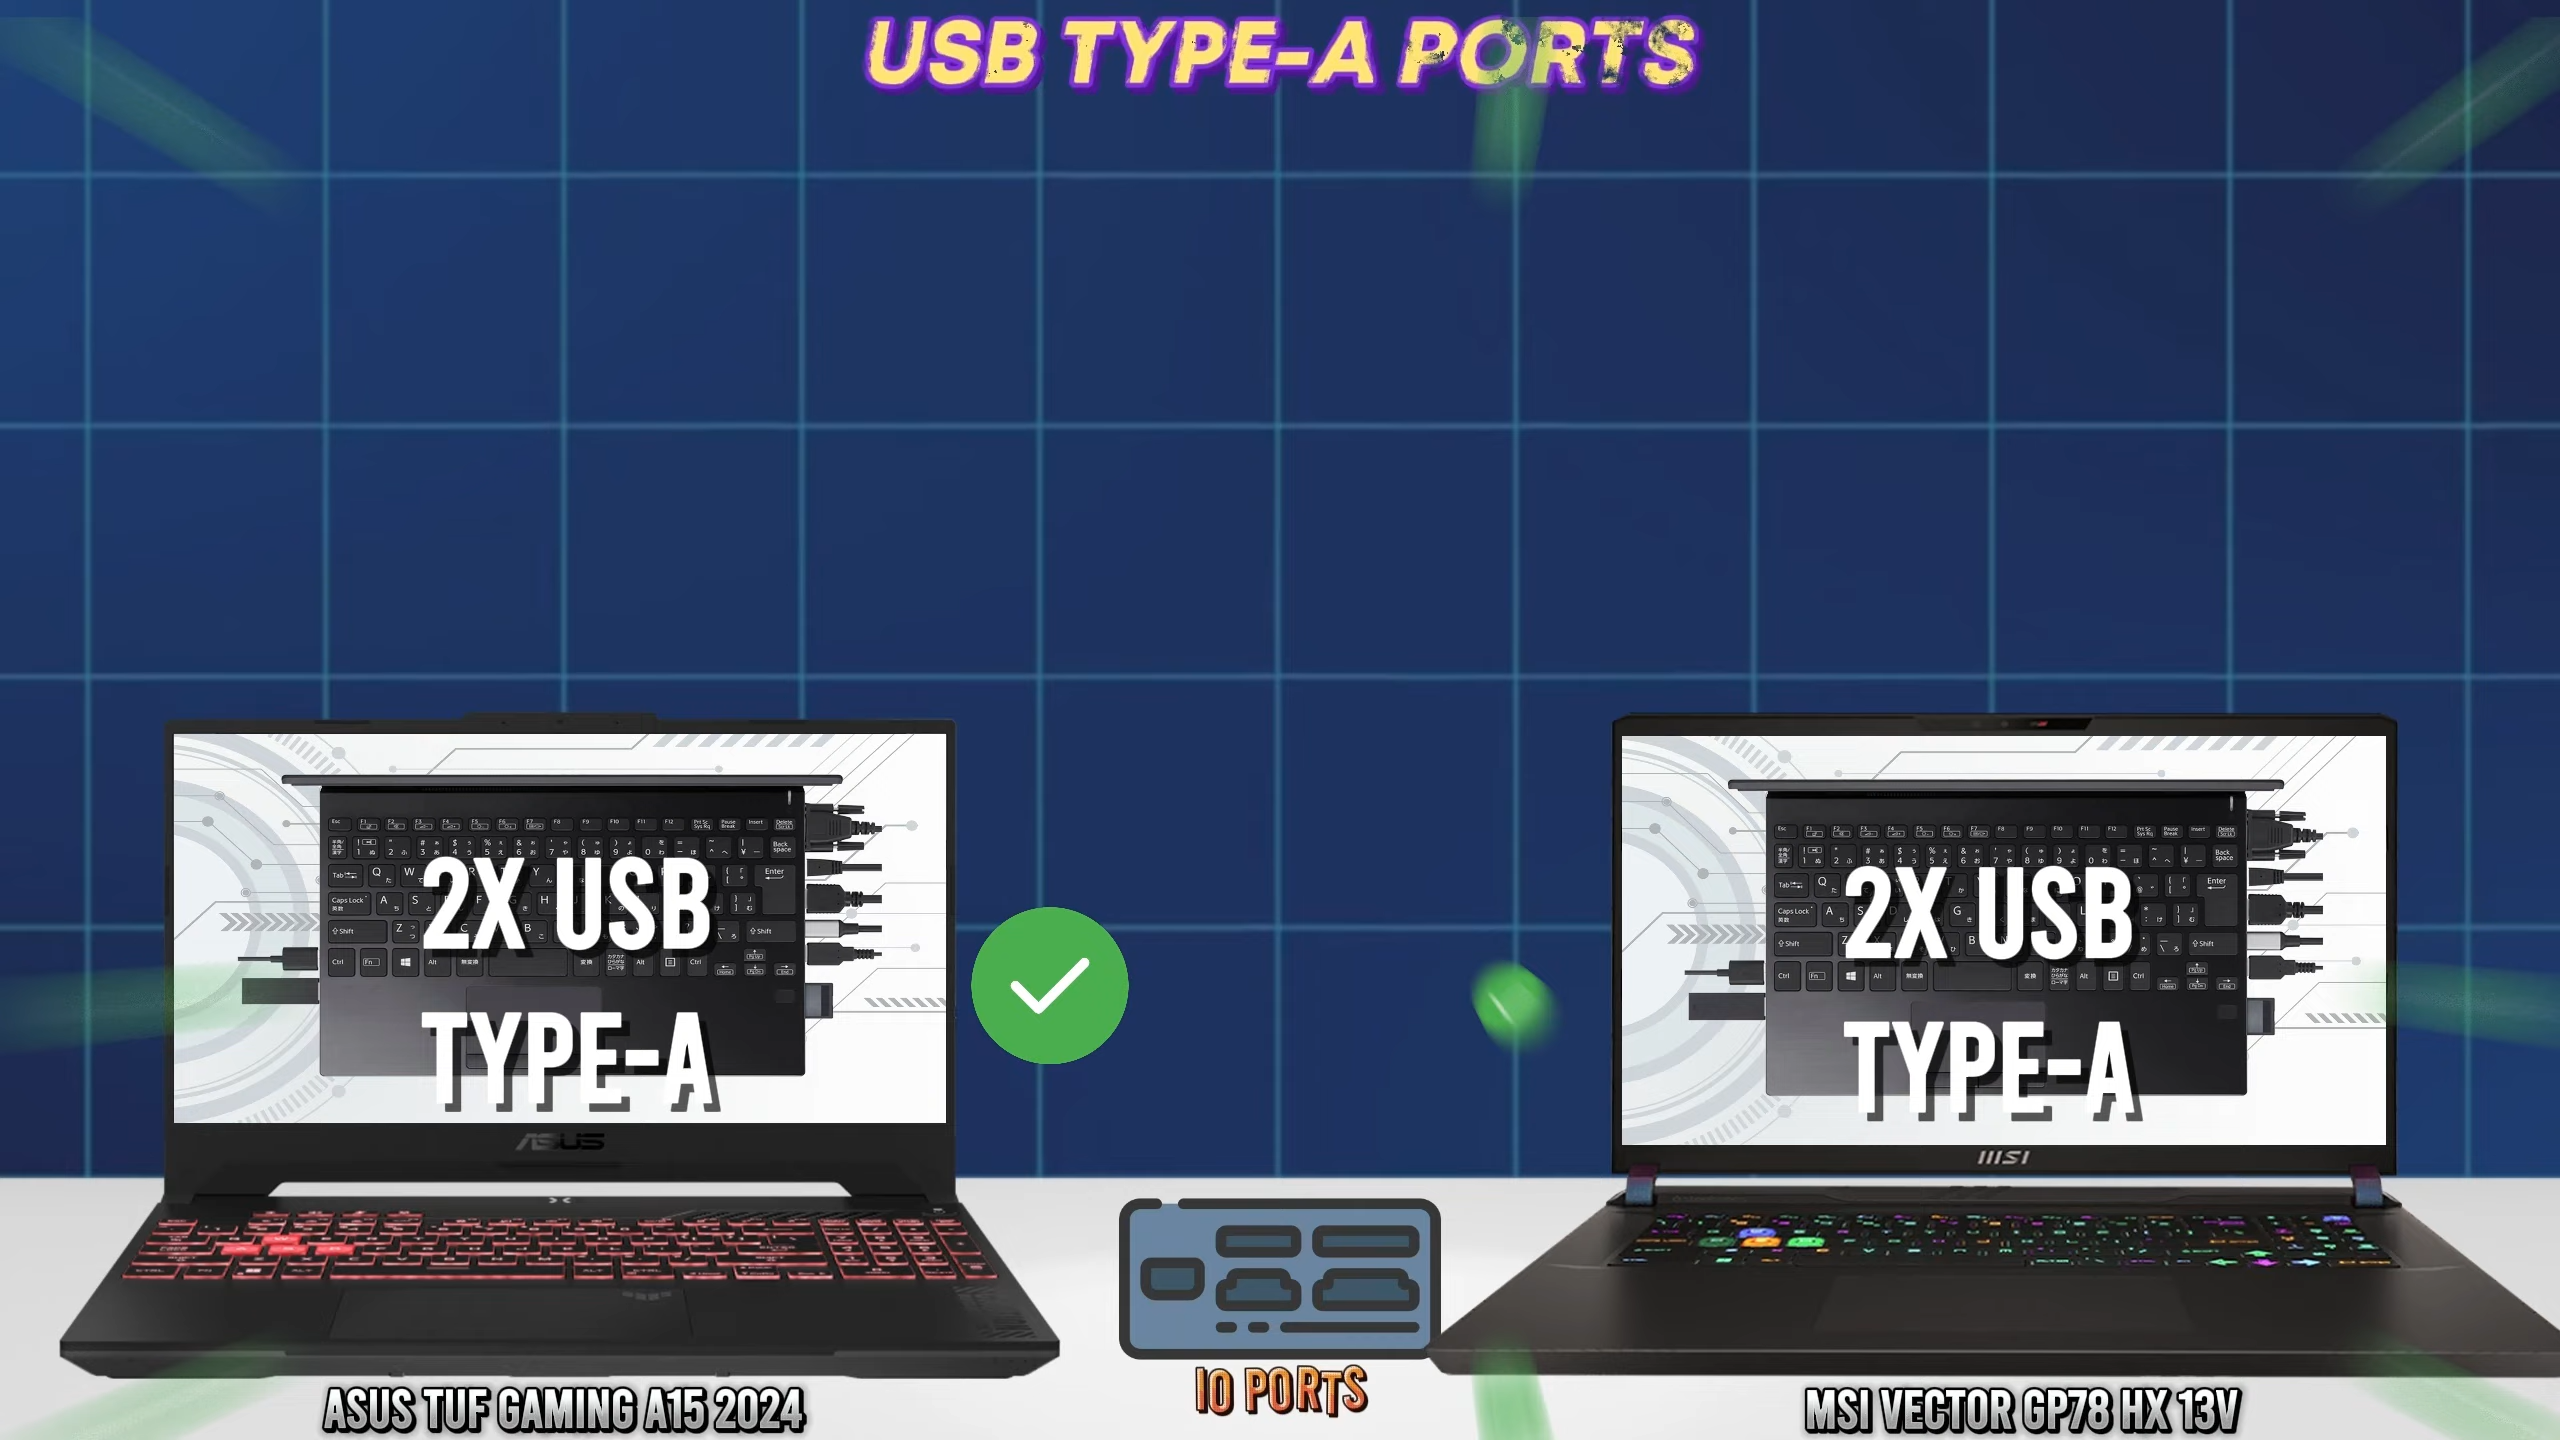 USB TYPE-A PORTS
2X USB
TYPE-A
2X USB
TYPE-A
ASUS
msi
IO PORTS
ASUS TUF GAMING A15 2024
MSI VECTOR GP78 HX 13V